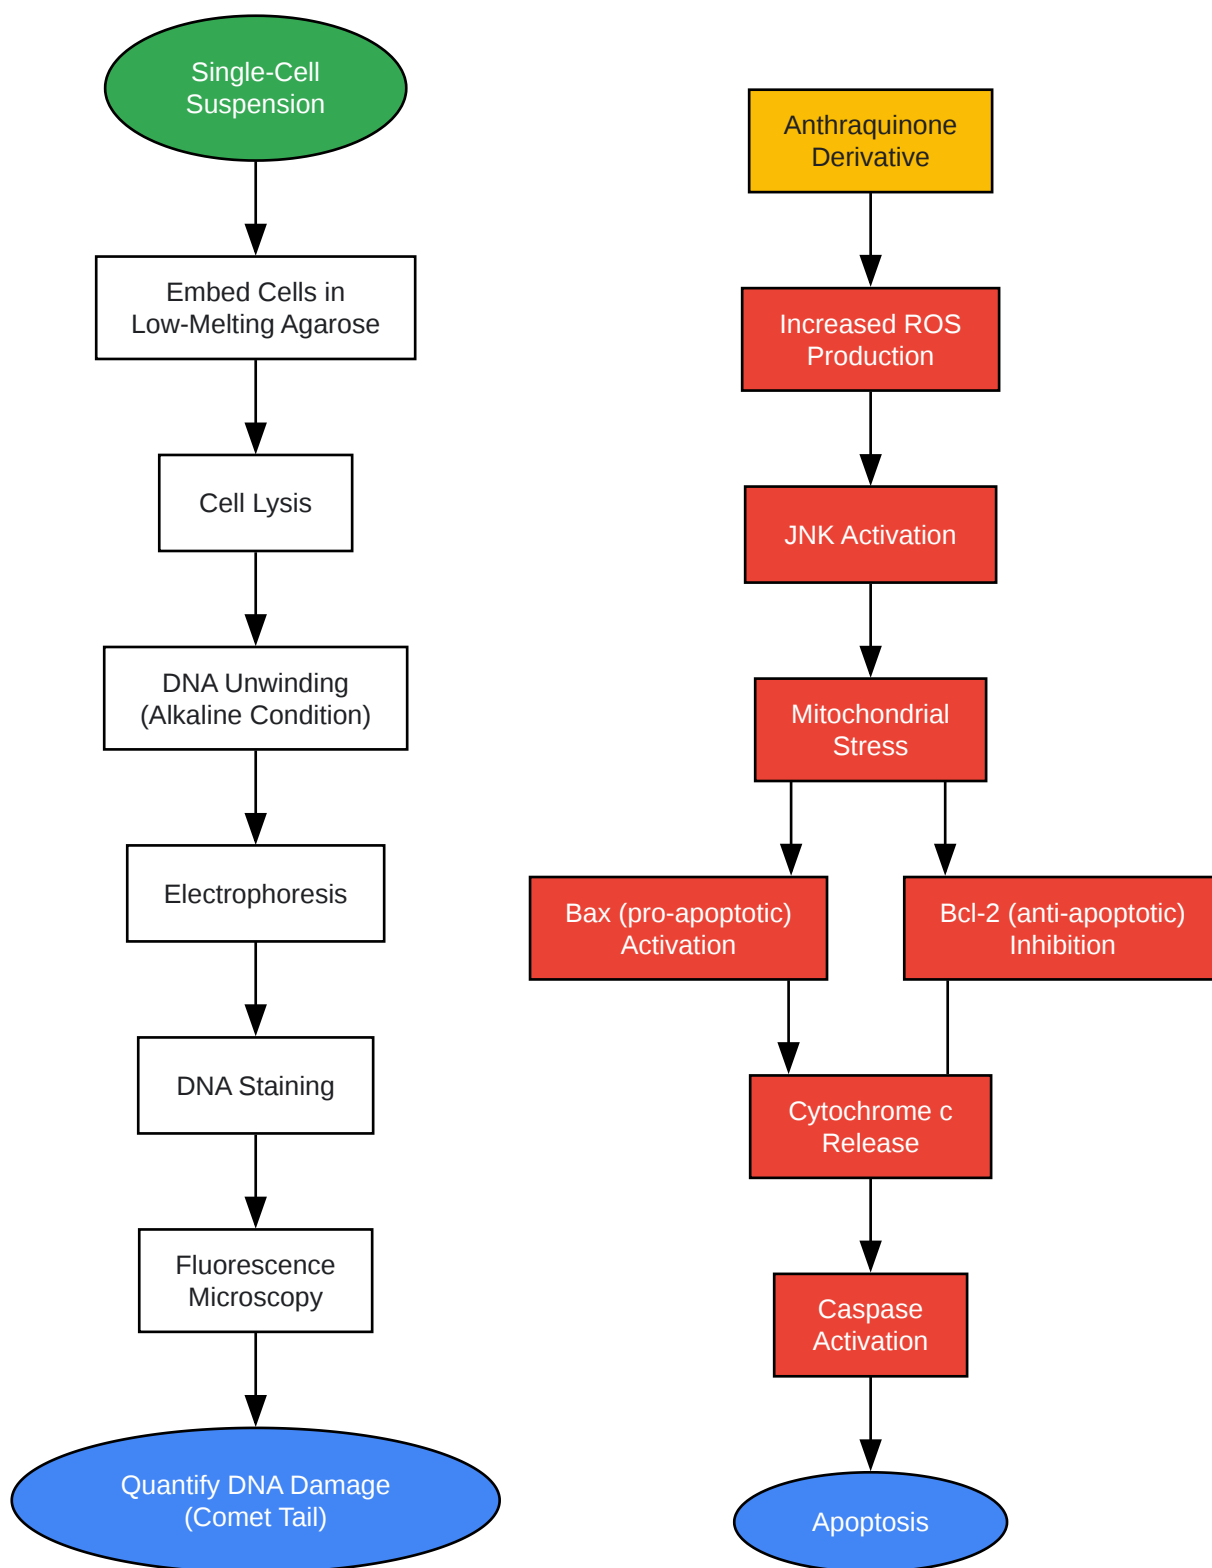 Single-Cell
Suspension
Embed Cells in
Low-Melting Agarose
Cell Lysis
DNA Unwinding
(Alkaline Condition)
Electrophoresis
DNA Staining
Fluorescence
Microscopy
Quantify DNA Damage
(Comet Tail)
Anthraquinone
Derivative
Increased ROS
Production
JNK Activation
Mitochondrial
Stress
Bax (pro-apoptotic)
Activation
Bcl-2 (anti-apoptotic)
Inhibition
Cytochrome c
Release
Caspase
Activation
Apoptosis